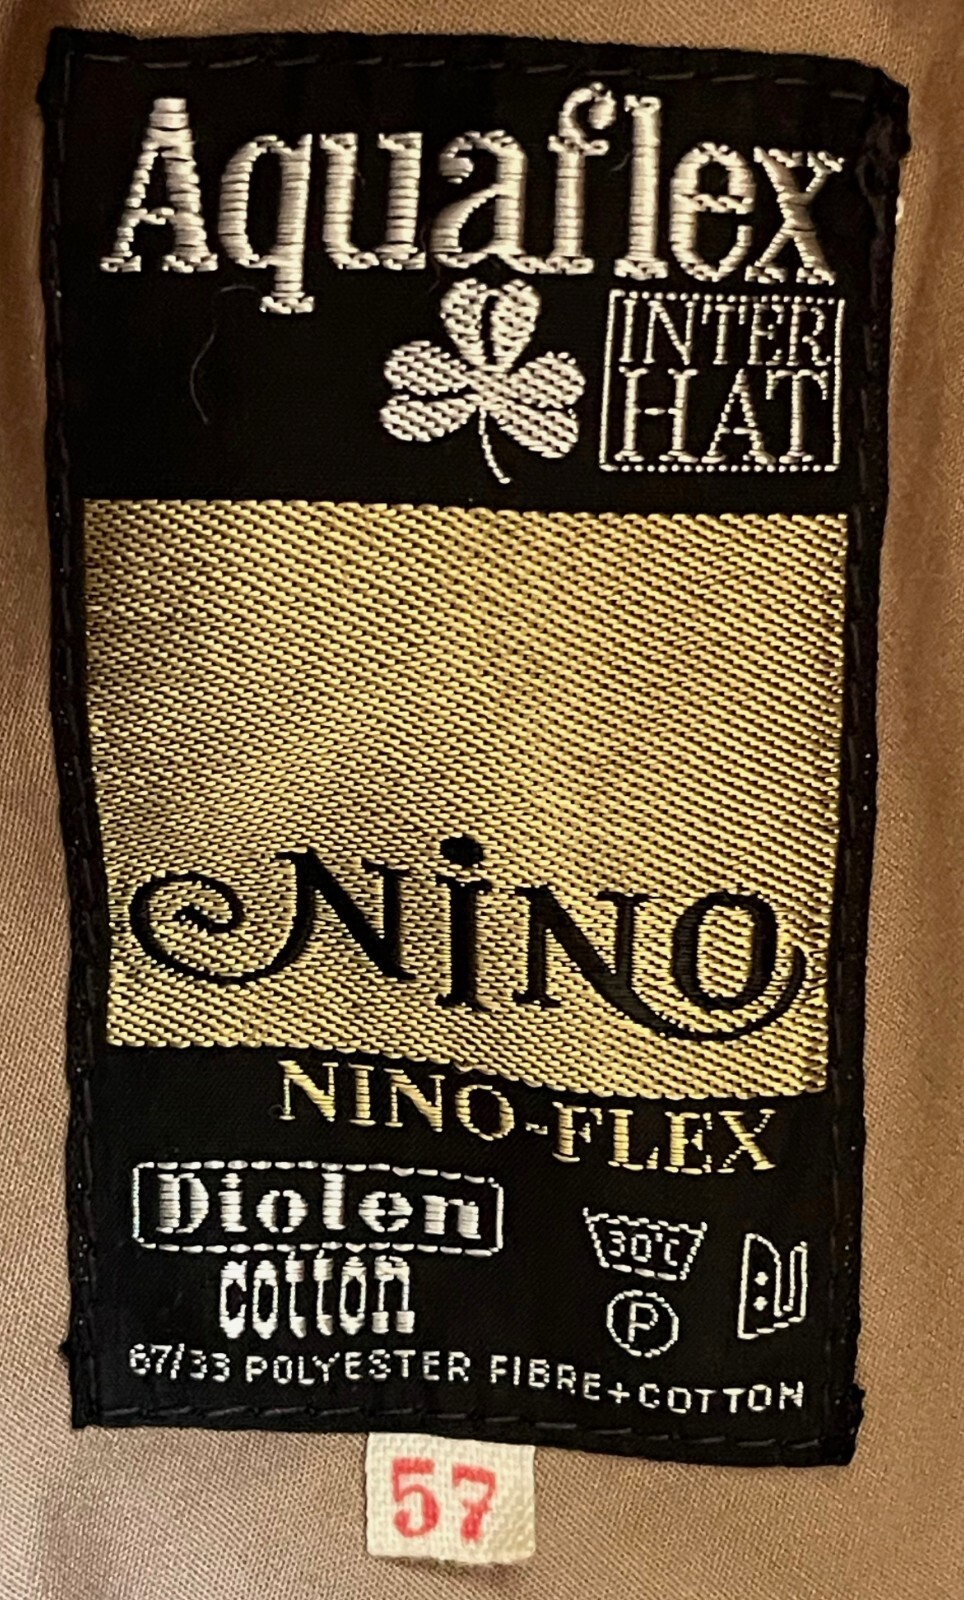 Aquaflex
INTER
HAT
NINO
NINO-FLEX
Diolen
cotton
30°C
P
67/33 POLYESTER FIBRE+COTTON
57